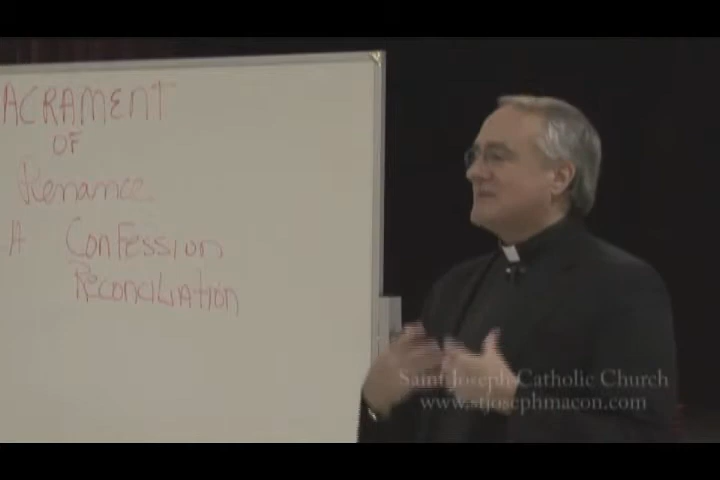 ACRAMENT
OF
Penance
A Confession
Reconciliation
Saint Joseph Catholic Church
www.stjosephmacon.com